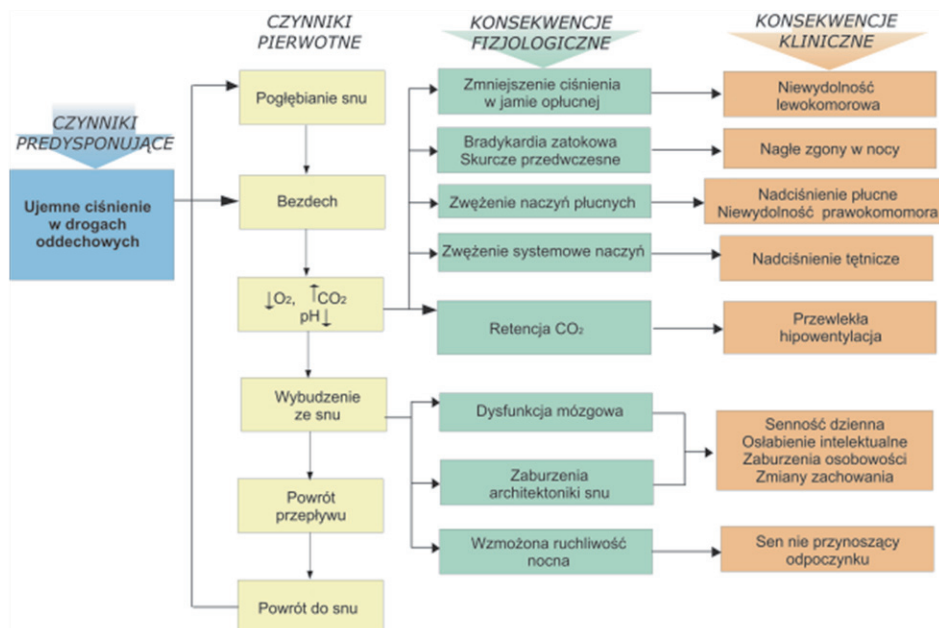 CZYNNIKI
PREDYSPONUJĄCE
Ujemne ciśnienie
w drogach
oddechowych
CZYNNIKI
PIERWOTNE
Pogłębianie snu
Bezdech
↓O₂, ↑CO₂
pH↓
Wybudzenie
ze snu
Powrót
przepływu
Powrót do snu
KONSEKWENCJE
FIZJOLOGICZNE
Zmniejszenie ciśnienia
w jamie opłucnej
Bradykardia zatokowa
Skurcze przedwczesne
Zwężenie naczyń płucnych
Zwężenie systemowe naczyń
Retencja CO₂
Dysfunkcja mózgowa
Zaburzenia
architektoniki snu
Wzmożona ruchliwość
nocna
KONSEKWENCJE
KLINICZNE
Niewydolność
lewokomorowa
Nagłe zgony w nocy
Nadciśnienie płucne
Niewydolność prawokomora
Nadciśnienie tętnicze
Przewlekła
hipowentylacja
Senność dzienna
Osłabienie intelektualne
Zaburzenia osobowości
Zmiany zachowania
Sen nie przynoszący
odpoczynku